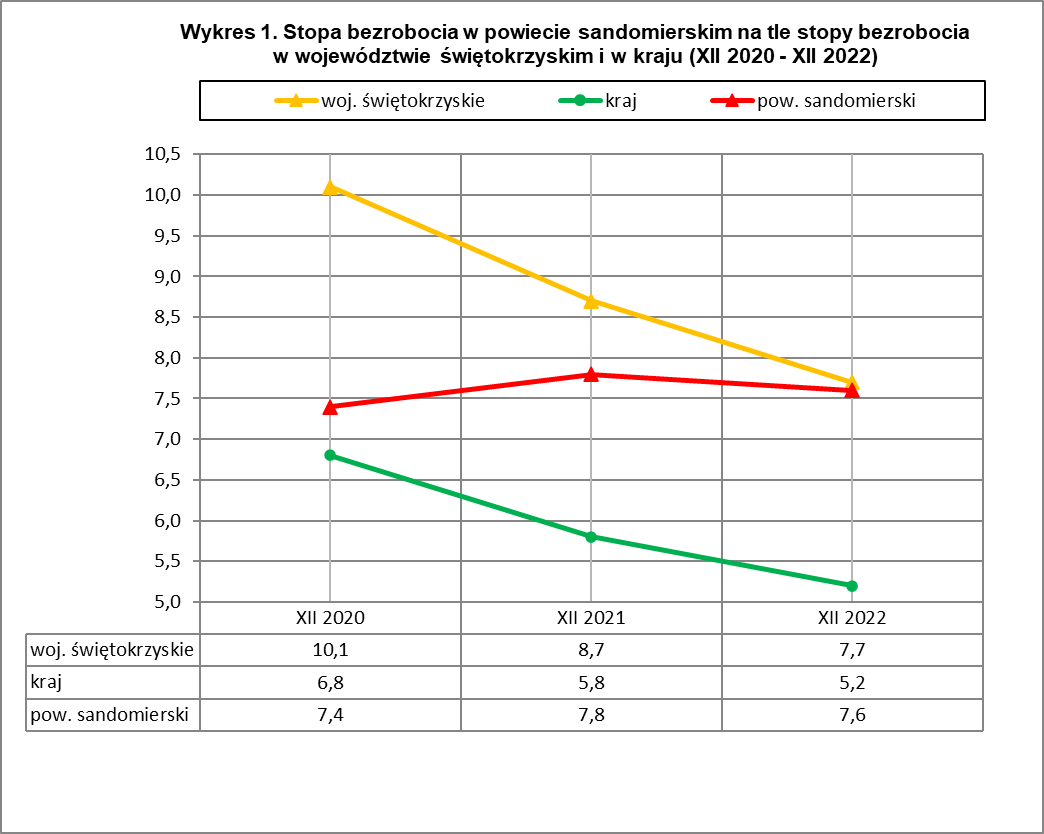 Wykres 1. Stopa bezrobocia w powiecie sandomierskim na tle stopy bezrobocia
w województwie świętokrzyskim i w kraju (XII 2020 - XII 2022)
woj. świętokrzyskie kraj pow. sandomierski
10,5
10,0
9,5
9,0
8,5
8,0
7,5
7,0
6,5
6,0
5,5
5,0
XII 2020 XII 2021 XII 2022
woj. świętokrzyskie 10,1 8,7 7,7
kraj 6,8 5,8 5,2
pow. sandomierski 7,4 7,8 7,6